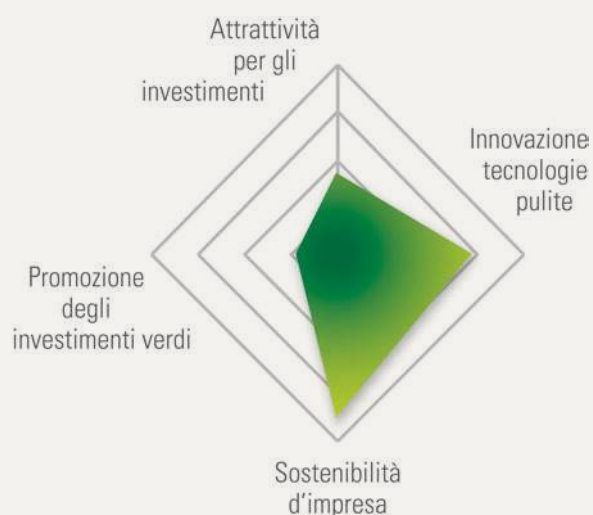 Attrattività
per gli
investimenti
Innovazione
tecnologie
pulite
Promozione
degli
investimenti verdi
Sostenibilità
d'impresa